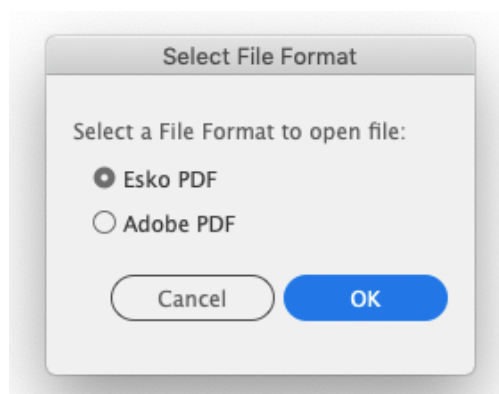 Select File Format
Select a File Format to open file:
Esko PDF
Adobe PDF
Cancel OK